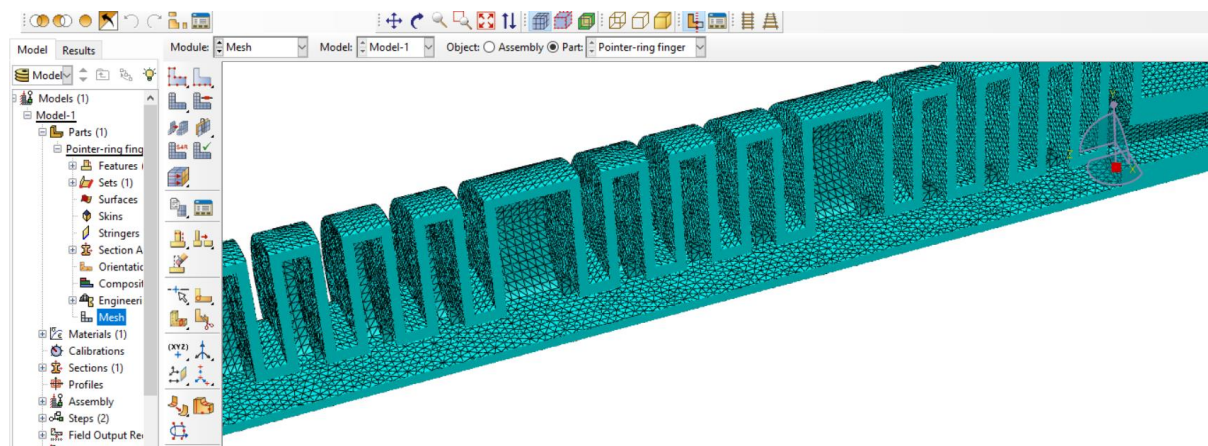 Model Results
Module: Mesh Model: Model-1 Object: Assembly Part: Pointer-ring finger
Model
Models (1)
Model-1
Parts (1)
Pointer-ring fing
Features (
Sets (1)
Surfaces
Skins
Stringers
Section A
Orientatic
Composit
Engineeri
Mesh
Materials (1)
Calibrations
Sections (1)
Profiles
Assembly
Steps (2)
Field Output Re
(XYZ)